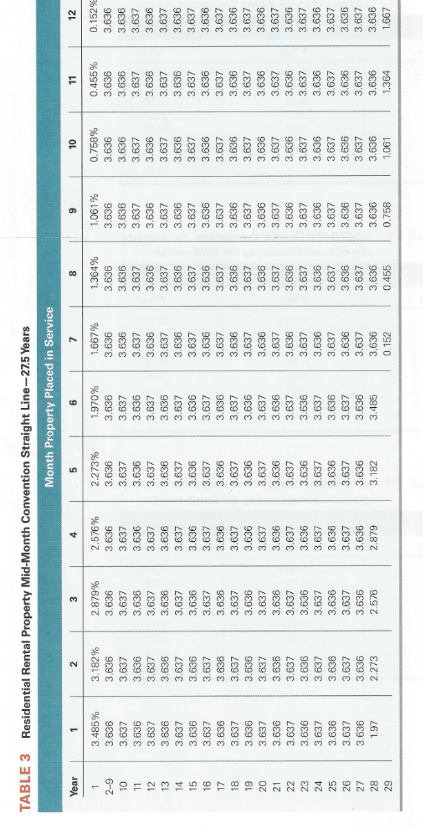 TABLE 3 Residential Rental Property Mid-Month Convention Straight Line—27.5 Years
Month Property Placed in Service
Year 1 2 3 4 5 6 7 8 9 10 11 12
1 3.485% 3.182% 2.879% 2.576% 2.273% 1.970% 1.667% 1.364% 1.061% 0.758% 0.455% 0.152%
2–9 3.636 3.636 3.636 3.636 3.636 3.636 3.636 3.636 3.636 3.636 3.636 3.636
10 3.637 3.637 3.637 3.637 3.637 3.637 3.636 3.636 3.636 3.636 3.636 3.636
11 3.636 3.636 3.636 3.636 3.636 3.636 3.637 3.637 3.637 3.637 3.637 3.637
12 3.637 3.637 3.637 3.637 3.637 3.637 3.636 3.636 3.636 3.636 3.636 3.636
13 3.636 3.636 3.636 3.636 3.636 3.636 3.637 3.637 3.637 3.637 3.637 3.637
14 3.637 3.637 3.637 3.637 3.637 3.637 3.636 3.636 3.636 3.636 3.636 3.636
15 3.636 3.636 3.636 3.636 3.636 3.636 3.637 3.637 3.637 3.637 3.637 3.637
16 3.637 3.637 3.637 3.637 3.637 3.637 3.636 3.636 3.636 3.636 3.636 3.636
17 3.636 3.636 3.636 3.636 3.636 3.636 3.637 3.637 3.637 3.637 3.637 3.637
18 3.637 3.637 3.637 3.637 3.637 3.637 3.636 3.636 3.636 3.636 3.636 3.636
19 3.636 3.636 3.636 3.636 3.636 3.636 3.637 3.637 3.637 3.637 3.637 3.637
20 3.637 3.637 3.637 3.637 3.637 3.637 3.636 3.636 3.636 3.636 3.636 3.636
21 3.636 3.636 3.636 3.636 3.636 3.636 3.637 3.637 3.637 3.637 3.637 3.637
22 3.637 3.637 3.637 3.637 3.637 3.637 3.636 3.636 3.636 3.636 3.636 3.636
23 3.636 3.636 3.636 3.636 3.636 3.636 3.637 3.637 3.637 3.637 3.637 3.637
24 3.637 3.637 3.637 3.637 3.637 3.637 3.636 3.636 3.636 3.636 3.636 3.636
25 3.636 3.636 3.636 3.636 3.636 3.636 3.637 3.637 3.637 3.637 3.637 3.637
26 3.637 3.637 3.637 3.637 3.637 3.637 3.636 3.636 3.636 3.636 3.636 3.636
27 3.636 3.636 3.636 3.636 3.636 3.636 3.637 3.637 3.637 3.637 3.637 3.637
28 1.97 2.273 2.576 2.879 3.182 3.485 3.636 3.636 3.636 3.636 3.636 3.636
29 0.152 0.455 0.758 1.061 1.364 1.667